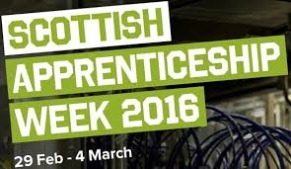 SCOTTISH
APPRENTICESHIP
WEEK 2016
29 Feb - 4 March